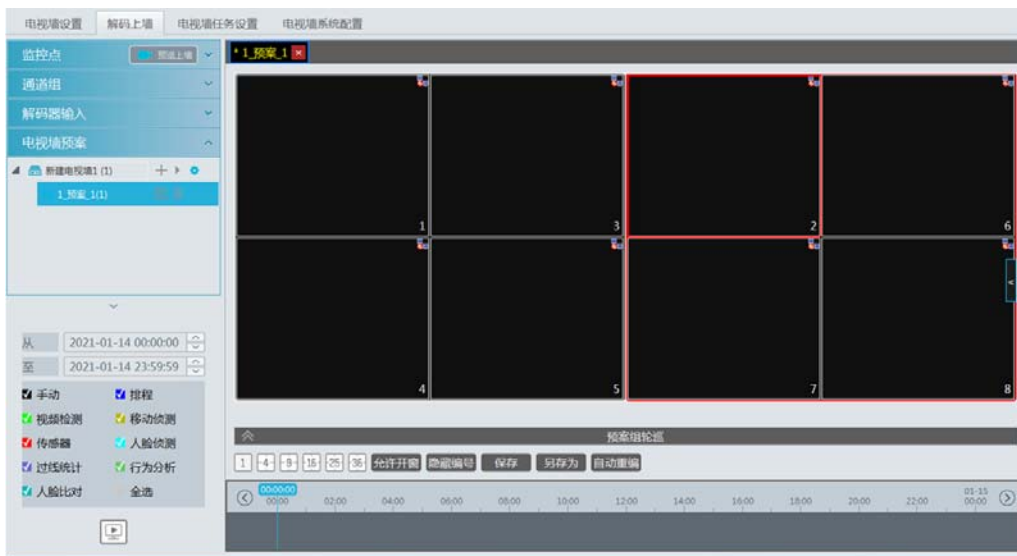 电视墙设置 解码上墙 电视墙任务设置 电视墙系统配置
监控点 预览上墙
* 1_预案_1
通道组
解码器输入
电视墙预案
新建电视墙1 (1)
1_预案_1(1)
1 3 2 6
4 5 7 8
从 2021-01-14 00:00:00
至 2021-01-14 23:59:59
手动 排程
视频检测 移动侦测
传感器 人脸侦测
过线统计 行为分析
人脸比对 全选
预案组轮巡
1 4 9 16 25 36 允许开窗 隐藏编号 保存 另存为 自动重编
00:00:00
00:00 02:00 04:00 06:00 08:00 10:00 12:00 14:00 16:00 18:00 20:00 22:00 01-15 00:00